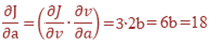 ∂J/∂a = (∂J/∂v · ∂v/∂a) = 3·2b = 6b = 18